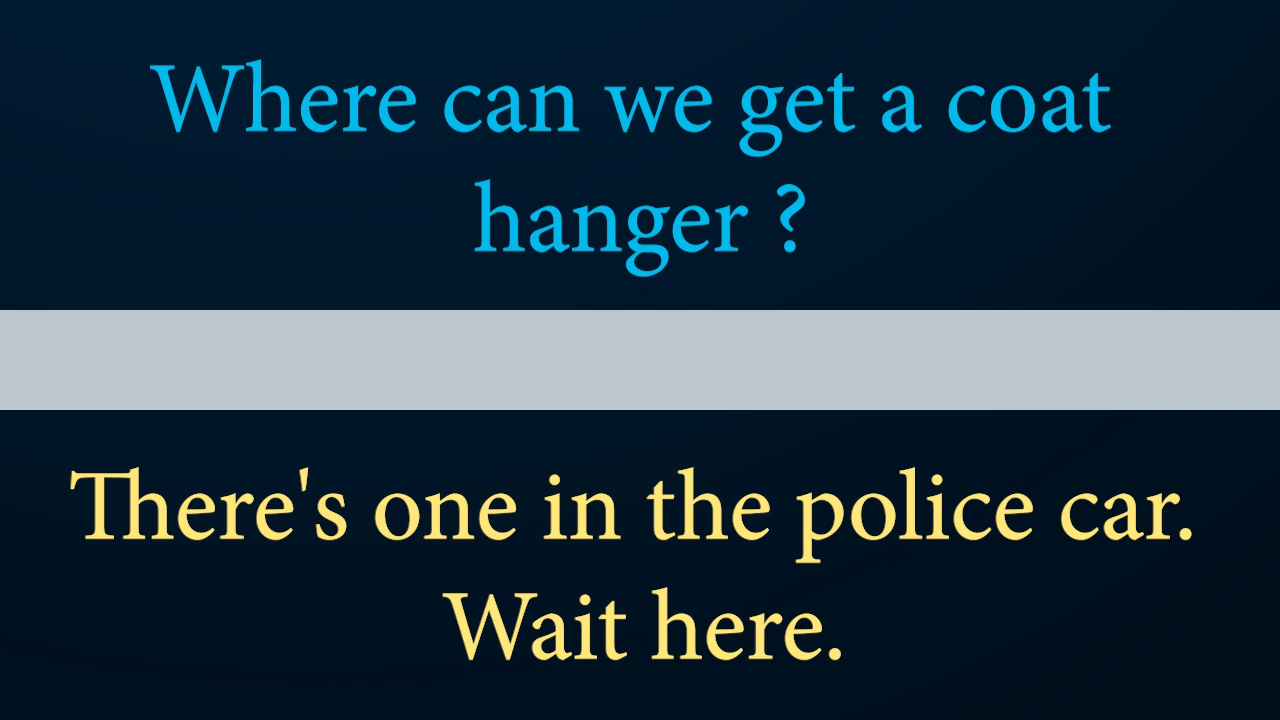 Where can we get a coat
hanger ?
There's one in the police car.
Wait here.